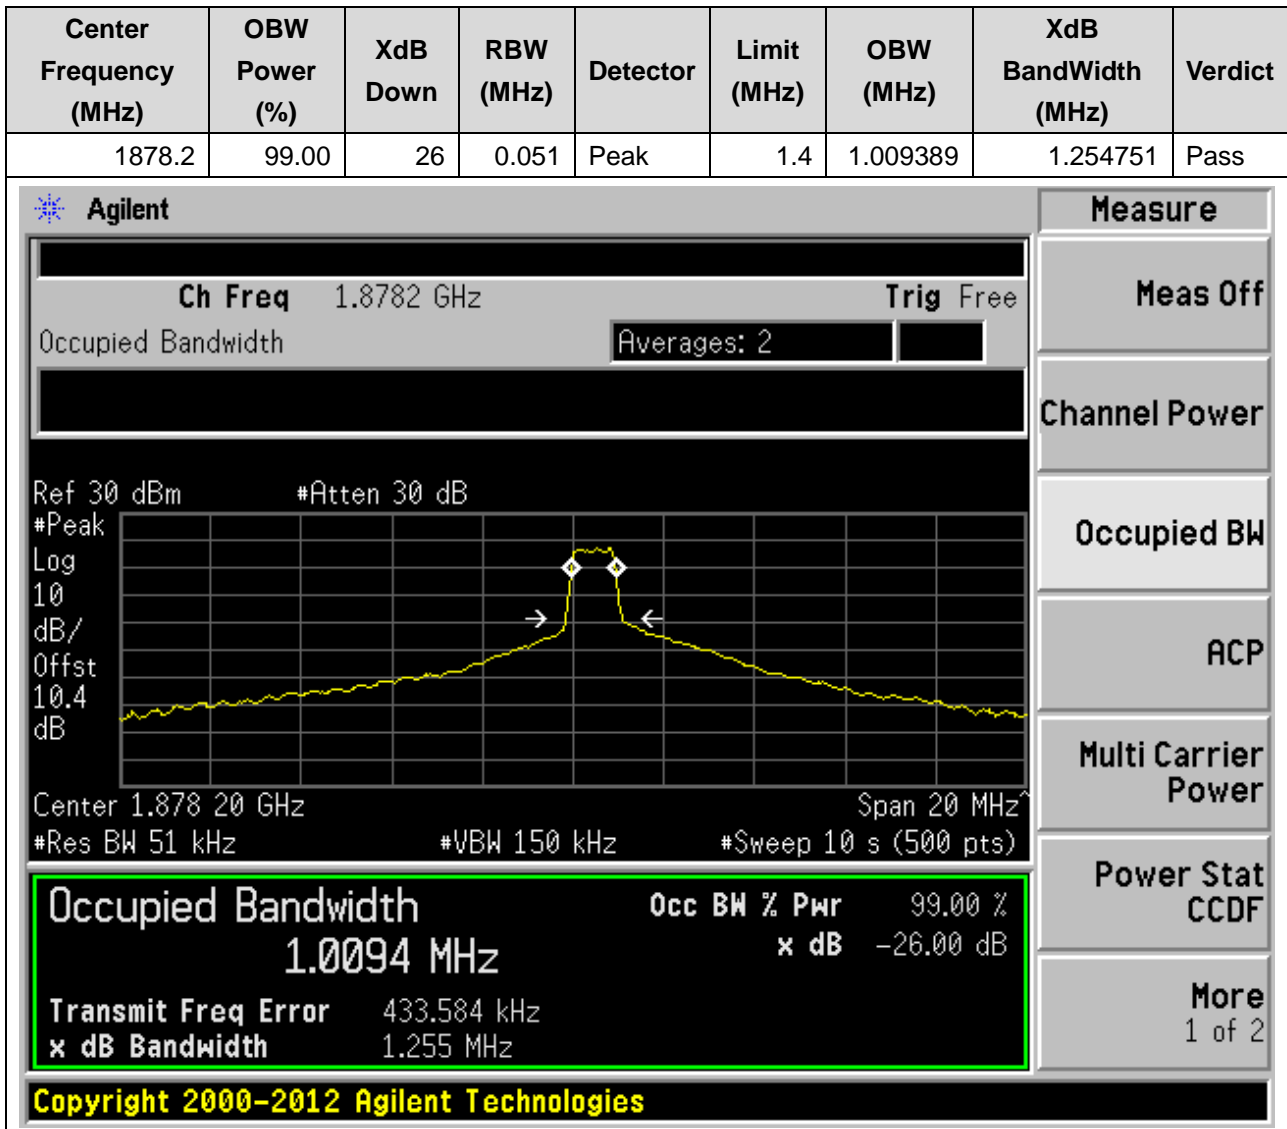 Center Frequency (MHz) OBW Power (%) XdB Down RBW (MHz) Detector Limit (MHz) OBW (MHz) XdB BandWidth (MHz) Verdict
1878.2 99.00 26 0.051 Peak 1.4 1.009389 1.254751 Pass
Agilent
Measure
Ch Freq 1.8782 GHz Trig Free
Meas Off
Occupied Bandwidth Averages: 2
Channel Power
Ref 30 dBm #Atten 30 dB
#Peak
Log
10
dB/
Offst
10.4
dB
Occupied BW
ACP
Center 1.878 20 GHz Span 20 MHz^
#Res BW 51 kHz #VBW 150 kHz #Sweep 10 s (500 pts)
Multi Carrier
Power
Occupied Bandwidth Occ BW % Pwr 99.00 %
1.0094 MHz x dB -26.00 dB
Power Stat
CCDF
Transmit Freq Error 433.584 kHz
x dB Bandwidth 1.255 MHz
More
1 of 2
Copyright 2000-2012 Agilent Technologies